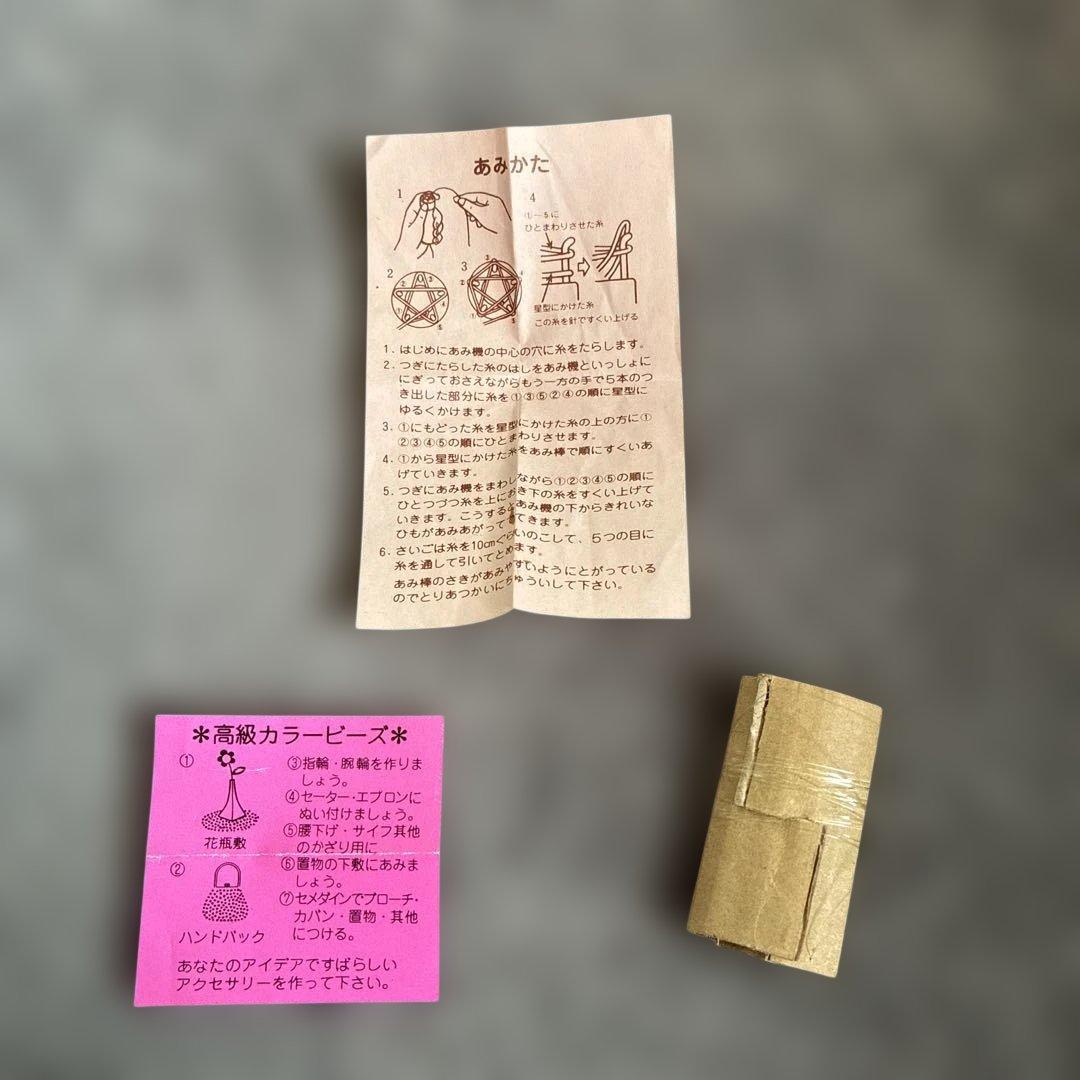 あみかた
1
4
①〜⑤に
ひとまわりさせた糸
2
3
星型にかけた糸
この糸を針ですくい上げる
1. はじめにあみ機の中心の穴に糸をたらします。
2. つぎにたらした糸のはしをあみ機といっしょに
にぎっておさえながらもう一方の手で5本のつ
き出した部分に糸を①③⑤②④の順に星型に
ゆるくかけます。
3. ①にもどった糸を星型にかけた糸の上の方に①
②③④⑤の順にひとまわりさせます。
4. ①から星型にかけた糸をあみ棒で順にすくいあ
げていきます。
5. つぎにあみ機をまわしながら①②③④⑤の順に
ひとつづつ糸を上におき下の糸をすくい上げて
いきます。こうするとあみ機の下からきれいな
ひもがあみあがってきます。
6. さいごは糸を10cmぐらいのこして、5つの目に
糸を通して引いてとめます。
あみ棒のさきがあみやすいようにとがっている
のでとりあつかいにちゅういして下さい。
＊高級カラービーズ＊
①
花瓶敷
②
ハンドバック
③指輪・腕輪を作りま
しょう。
④セーター・エプロンに
ぬい付けましょう。
⑤腰下げ・サイフ其他
のかざり用に
⑥置物の下敷にあみま
しょう。
⑦セメダインでブローチ・
カバン・置物・其他
につける。
あなたのアイデアですばらしい
アクセサリーを作って下さい。